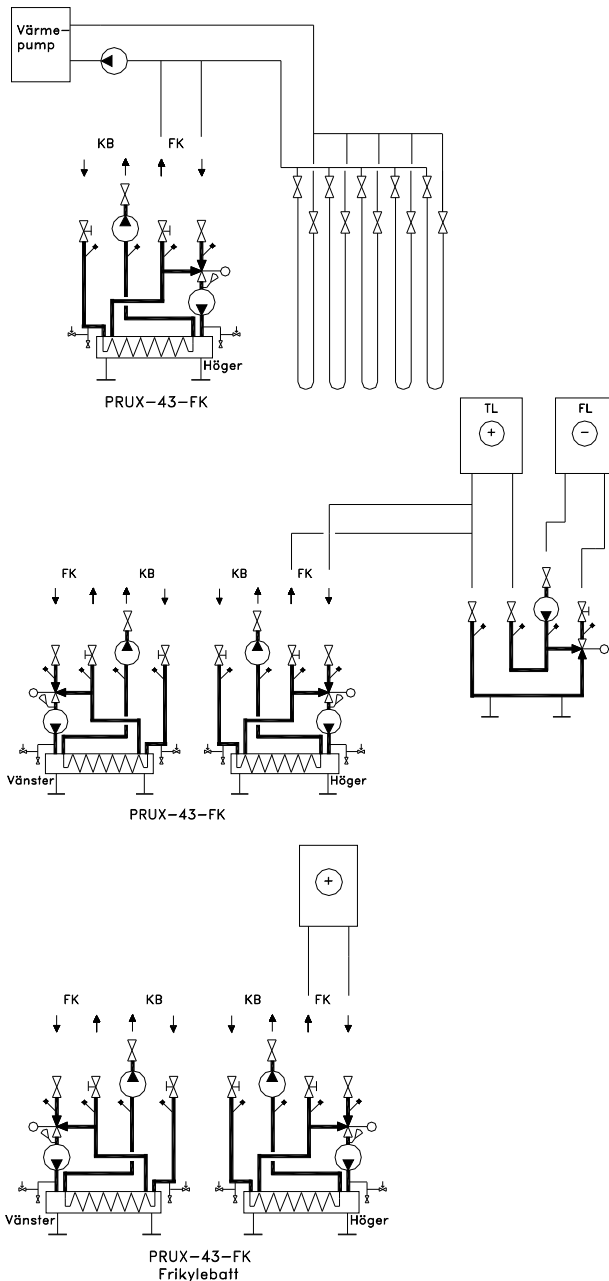 Värme-
pump
KB FK
Höger
PRUX-43-FK
TL FL
+ −
FK KB KB FK
Vänster Höger
PRUX-43-FK
+
FK KB KB FK
Vänster Höger
PRUX-43-FK
Frikylebatt